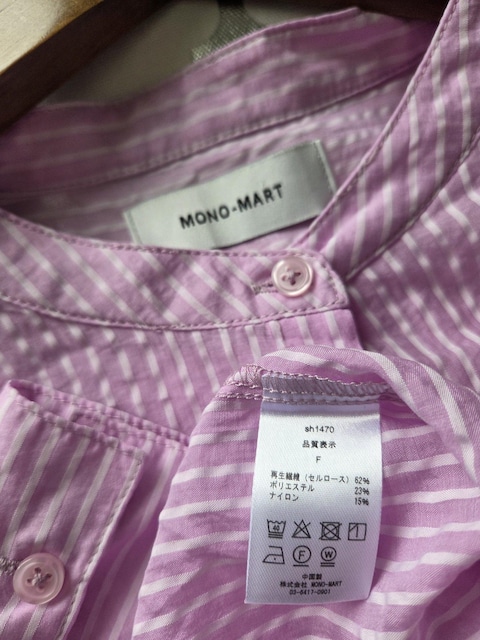 MONO-MART
sh1470
品質表示
F
再生繊維（セルロース） 62%
ポリエステル 23%
ナイロン 15%
40
F W
中国製
株式会社 MONO-MART
03-6417-0901